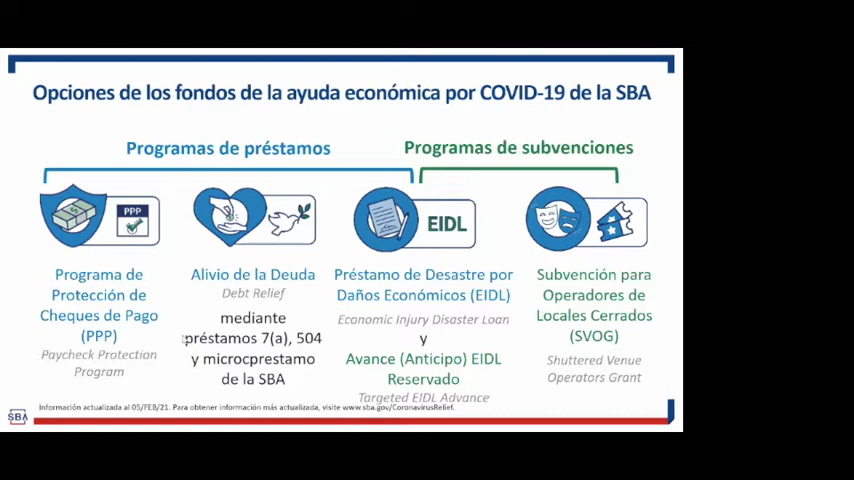 Opciones de los fondos de la ayuda económica por COVID-19 de la SBA
Programas de préstamos
Programas de subvenciones
PPP
EIDL
Programa de
Protección de
Cheques de Pago
(PPP)
Paycheck Protection
Program
Alivio de la Deuda
Debt Relief
mediante
préstamos 7(a), 504
y microprestamo
de la SBA
Préstamo de Desastre por
Daños Económicos (EIDL)
Economic Injury Disaster Loan
y
Avance (Anticipo) EIDL
Reservado
Targeted EIDL Advance
Subvención para
Operadores de
Locales Cerrados
(SVOG)
Shuttered Venue
Operators Grant
Información actualizada al 05/FEB/21. Para obtener información más actualizada, visite www.sba.gov/CoronavirusRelief.
SBA